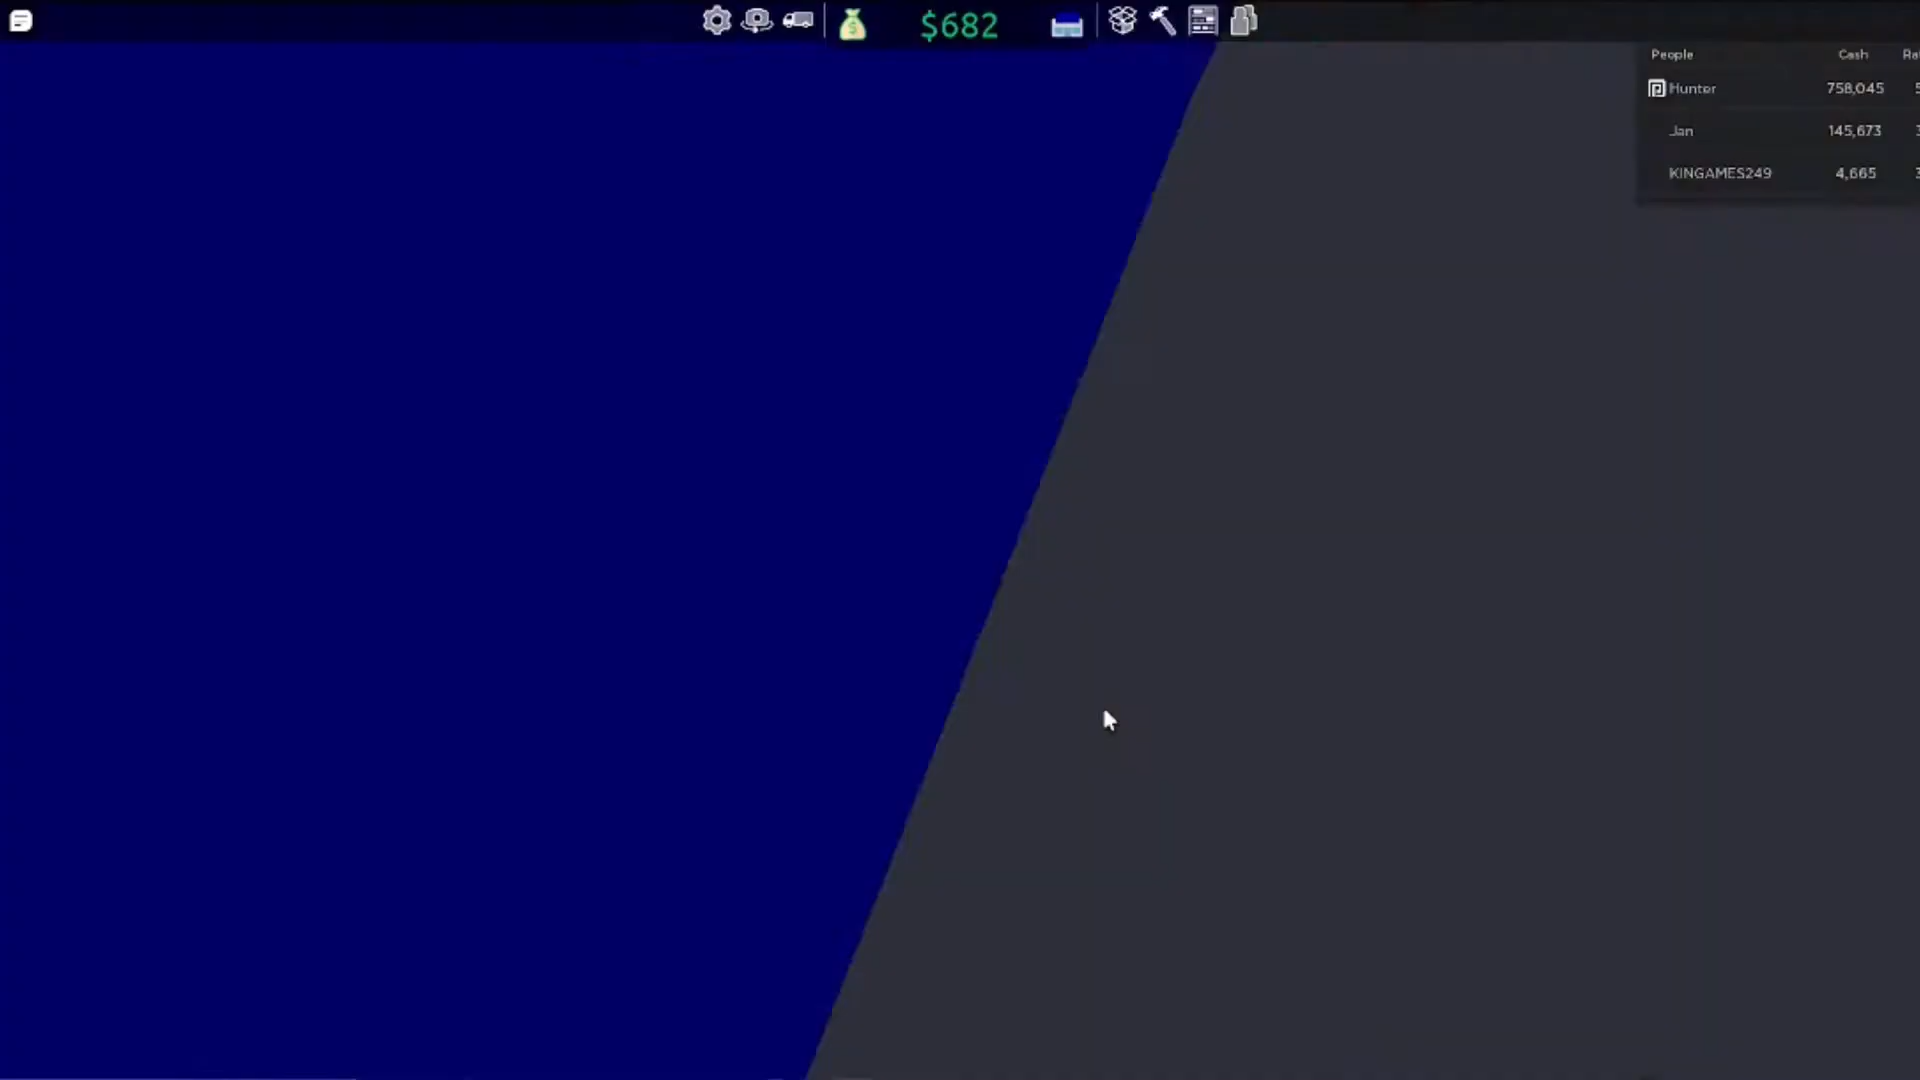 $682
People Cash
Hunter 758,045
Jan 145,673
KINGAMES249 4,665